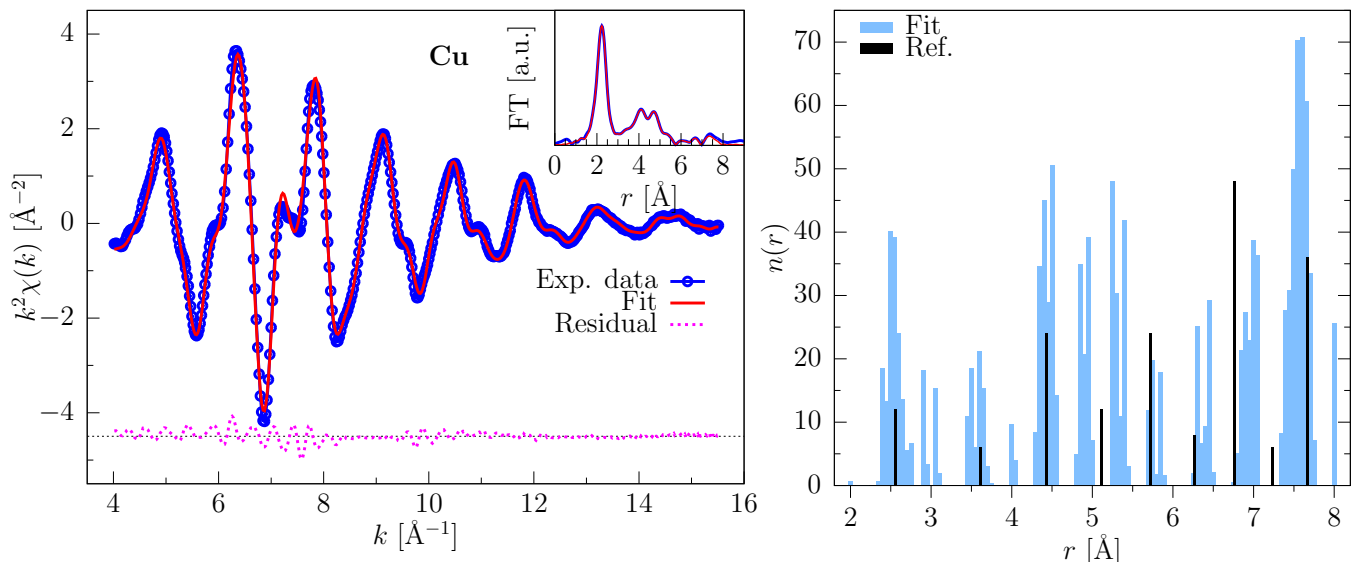 Cu
4
2
0
−2
−4
k²χ(k) [Å⁻²]
4
6
8
10
12
14
16
k [Å⁻¹]
Exp. data
Fit
Residual
FT [a.u.]
0
2
4
6
8
r [Å]
Fit
Ref.
70
60
50
40
30
20
10
0
n(r)
2
3
4
5
6
7
8
r [Å]